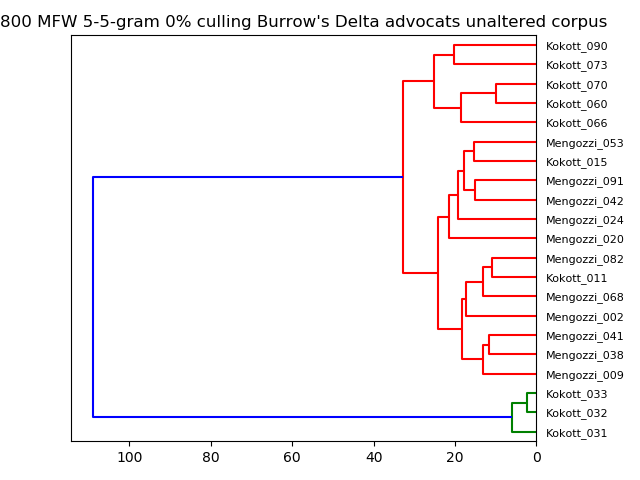 800 MFW 5-5-gram 0% culling Burrow's Delta advocats unaltered corpus
Kokott_090
Kokott_073
Kokott_070
Kokott_060
Kokott_066
Mengozzi_053
Kokott_015
Mengozzi_091
Mengozzi_042
Mengozzi_024
Mengozzi_020
Mengozzi_082
Kokott_011
Mengozzi_068
Mengozzi_002
Mengozzi_041
Mengozzi_038
Mengozzi_009
Kokott_033
Kokott_032
Kokott_031
100 80 60 40 20 0